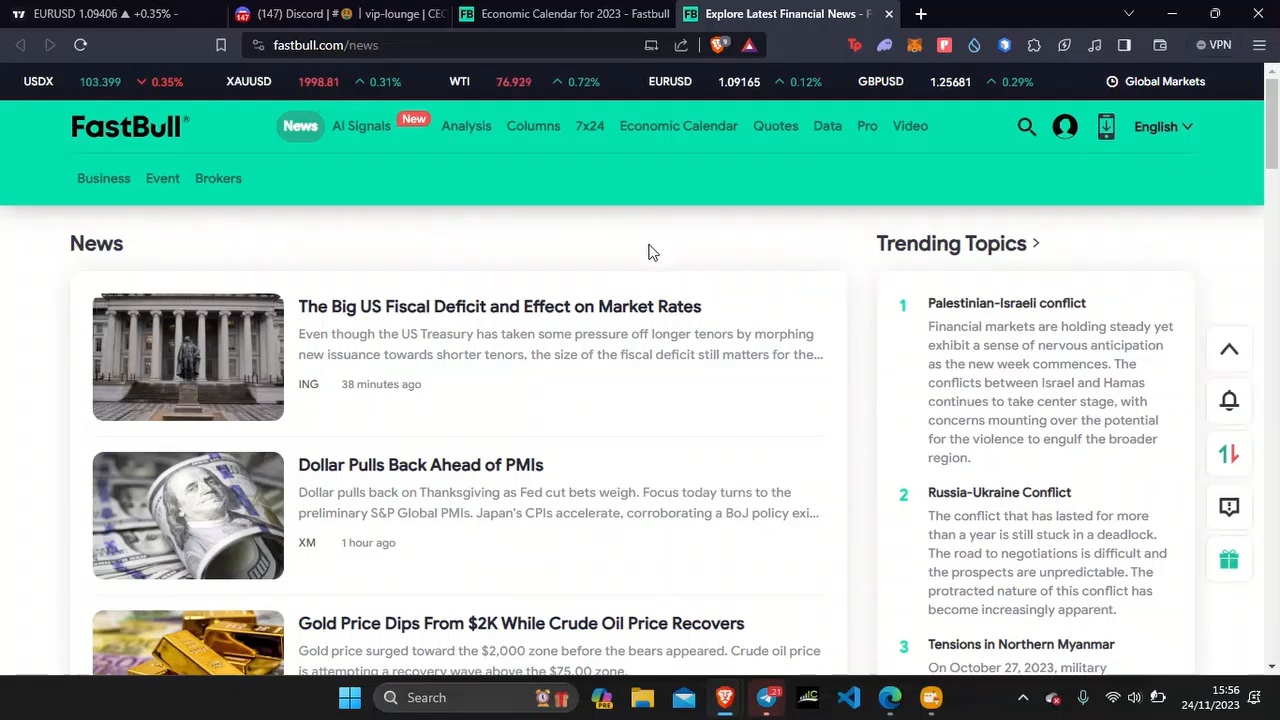 EURUSD 1.09406 ▲ +0.35% -
(147) Discord | # | vip-lounge | CEC
Economic Calendar for 2023 - Fastbull
Explore Latest Financial News - F
fastbull.com/news
VPN
USDX 103.399 0.35% XAUUSD 1998.81 0.31% WTI 76.929 0.72% EURUSD 1.09165 0.12% GBPUSD 1.25681 0.29% Global Markets
FastBull®
News AI Signals New Analysis Columns 7x24 Economic Calendar Quotes Data Pro Video
English
Business Event Brokers
News
The Big US Fiscal Deficit and Effect on Market Rates
Even though the US Treasury has taken some pressure off longer tenors by morphing
new issuance towards shorter tenors, the size of the fiscal deficit still matters for the...
ING 38 minutes ago
Dollar Pulls Back Ahead of PMIs
Dollar pulls back on Thanksgiving as Fed cut bets weigh. Focus today turns to the
preliminary S&P Global PMIs. Japan's CPIs accelerate, corroborating a BoJ policy exi...
XM 1 hour ago
Gold Price Dips From $2K While Crude Oil Price Recovers
Gold price surged toward the $2,000 zone before the bears appeared. Crude oil price
is attempting a recovery wave above the $75.00 zone.
Trending Topics >
1 Palestinian-Israeli conflict
Financial markets are holding steady yet
exhibit a sense of nervous anticipation
as the new week commences. The
conflicts between Israel and Hamas
continues to take center stage, with
concerns mounting over the potential
for the violence to engulf the broader
region.
2 Russia-Ukraine Conflict
The conflict that has lasted for more
than a year is still stuck in a deadlock.
The road to negotiations is difficult and
the prospects are unpredictable. The
protracted nature of this conflict has
become increasingly apparent.
3 Tensions in Northern Myanmar
On October 27, 2023, military
Search
PRE
21
15:56
24/11/2023